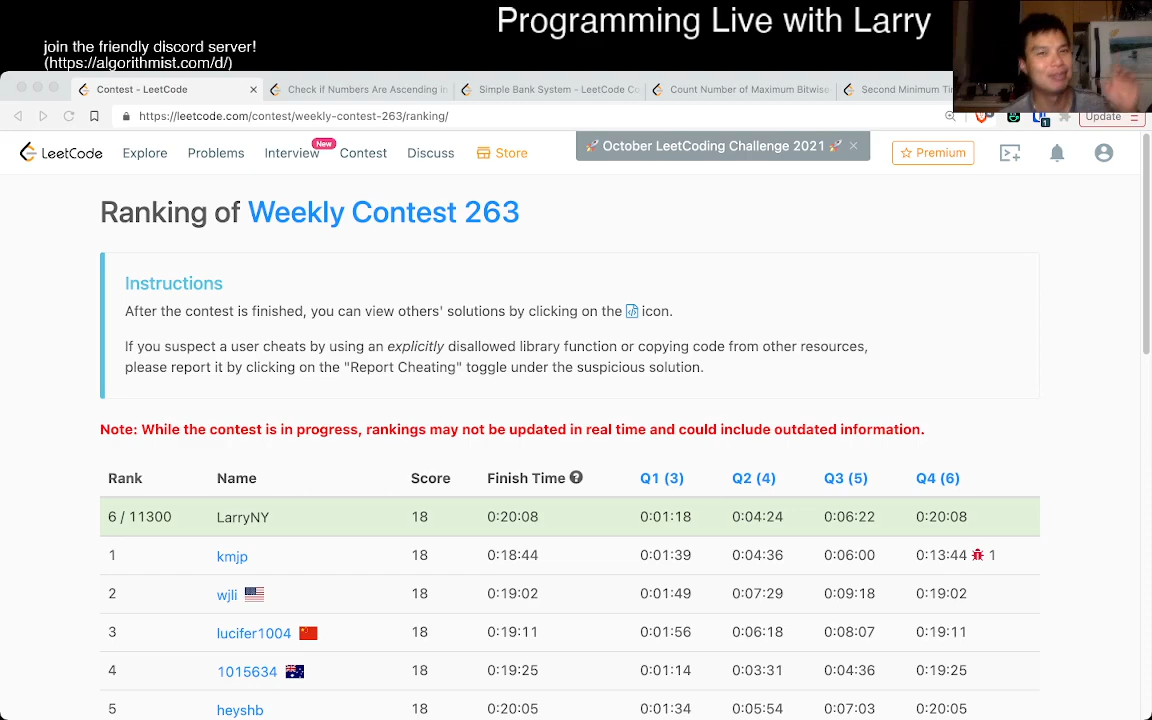 Programming Live with Larry
join the friendly discord server!
(https://algorithmist.com/d/)
Contest - LeetCode
Check if Numbers Are Ascending in
Simple Bank System - LeetCode Co
Count Number of Maximum Bitwise
Second Minimum Ti
https://leetcode.com/contest/weekly-contest-263/ranking/
1
Update
LeetCode
Explore
Problems
Interview
New
Contest
Discuss
Store
October LeetCoding Challenge 2021
Premium
Ranking of Weekly Contest 263
Instructions
After the contest is finished, you can view others' solutions by clicking on the icon.
If you suspect a user cheats by using an explicitly disallowed library function or copying code from other resources,
please report it by clicking on the "Report Cheating" toggle under the suspicious solution.
Note: While the contest is in progress, rankings may not be updated in real time and could include outdated information.
Rank Name Score Finish Time Q1 (3) Q2 (4) Q3 (5) Q4 (6)
6 / 11300 LarryNY 18 0:20:08 0:01:18 0:04:24 0:06:22 0:20:08
1 kmjp 18 0:18:44 0:01:39 0:04:36 0:06:00 0:13:44 1
2 wjli 18 0:19:02 0:01:49 0:07:29 0:09:18 0:19:02
3 lucifer1004 18 0:19:11 0:01:56 0:06:18 0:08:07 0:19:11
4 1015634 18 0:19:25 0:01:14 0:03:31 0:04:36 0:19:25
5 heyshb 18 0:20:05 0:01:34 0:05:54 0:07:03 0:20:05